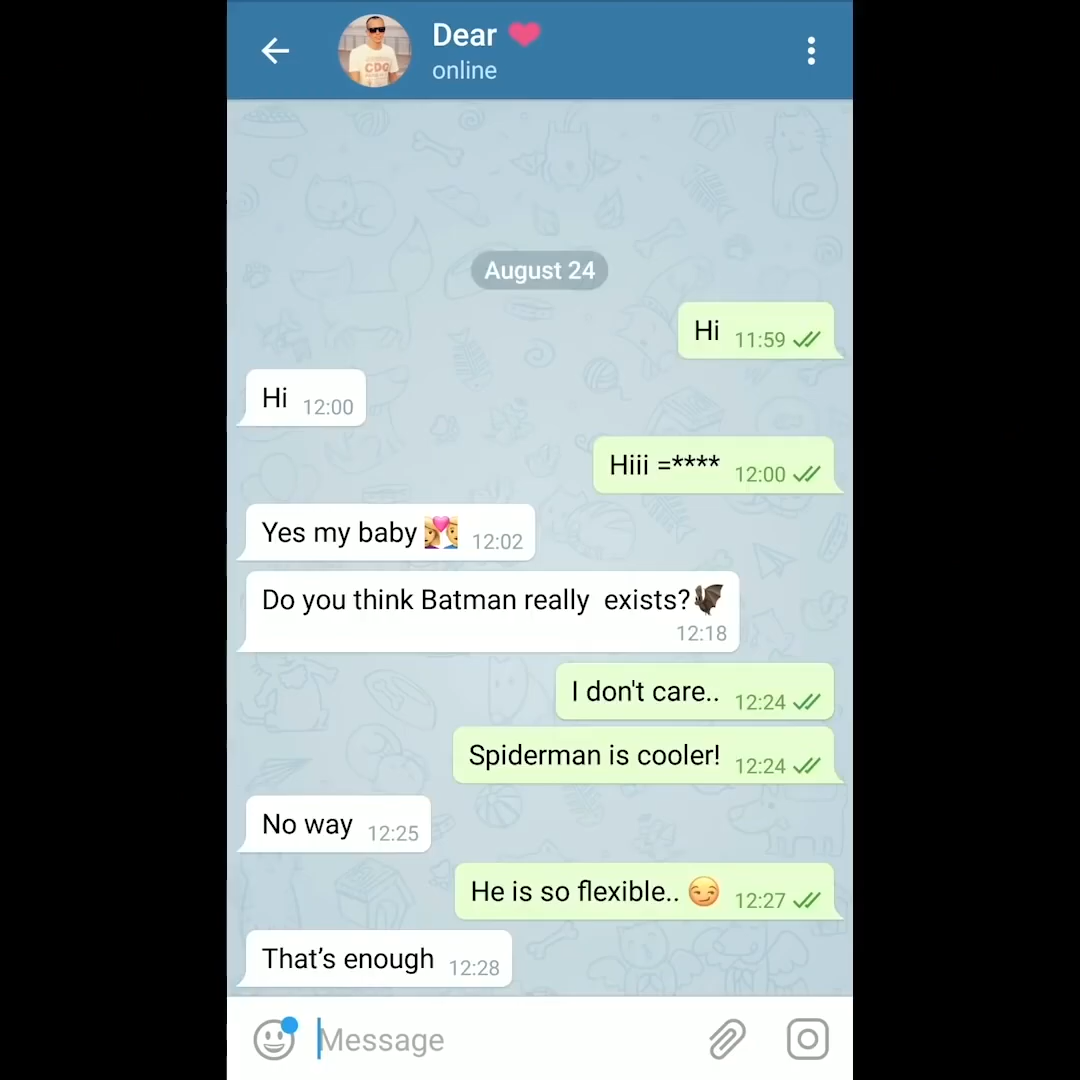 Dear ❤
online
CDG
August 24
Hi 11:59
Hi 12:00
Hiii =**** 12:00
Yes my baby 👩‍❤️‍💋‍👨 12:02
Do you think Batman really  exists?🦇
12:18
I don't care.. 12:24
Spiderman is cooler! 12:24
No way 12:25
He is so flexible.. 😏 12:27
That’s enough 12:28
Message